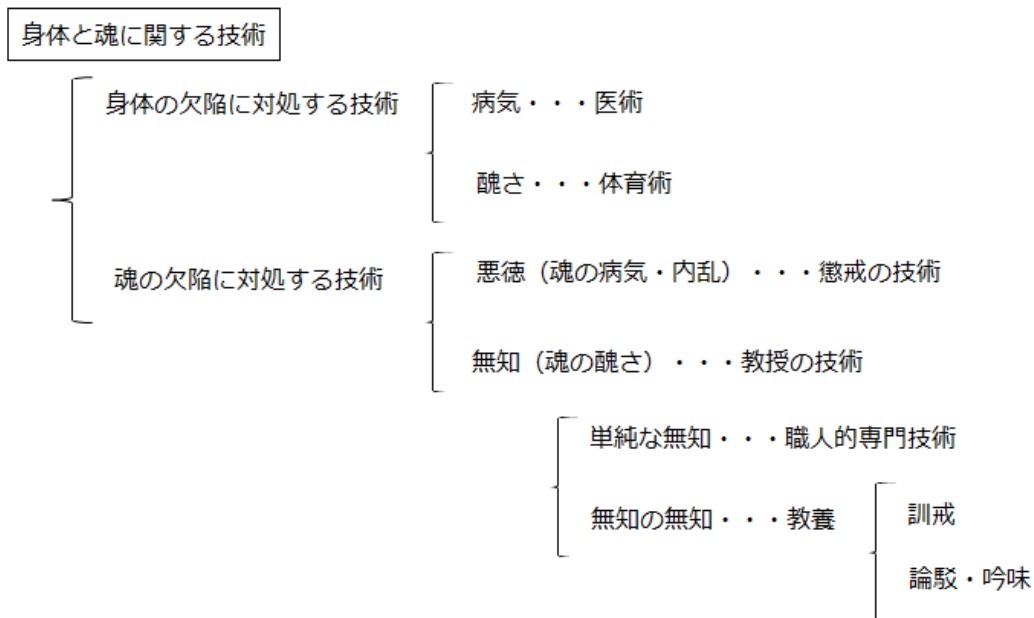 身体と魂に関する技術
身体の欠陥に対処する技術
病気・・・医術
醜さ・・・体育術
魂の欠陥に対処する技術
悪徳（魂の病気・内乱）・・・懲戒の技術
無知（魂の醜さ）・・・教授の技術
単純な無知・・・職人的専門技術
無知の無知・・・教養
訓戒
論駁・吟味